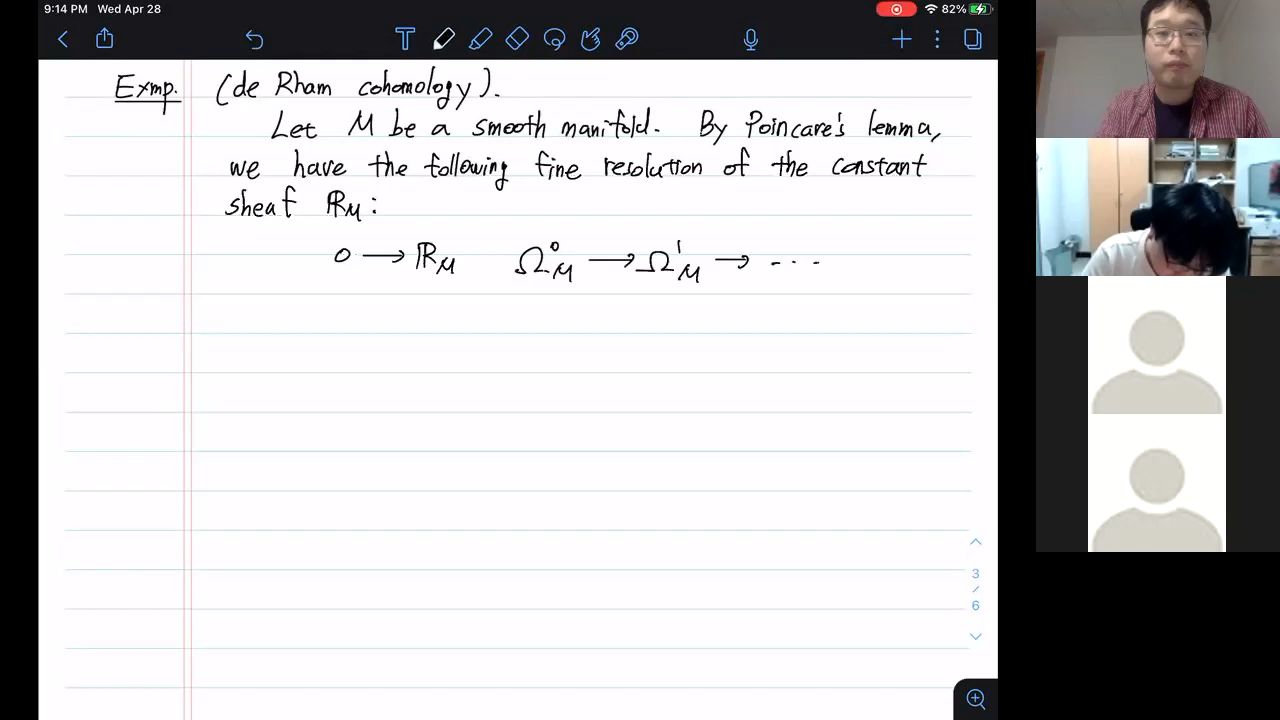 9:14 PM Wed Apr 28
82%
Exmp. (de Rham cohomology).
Let M be a smooth manifold. By Poincare's lemma,
we have the following fine resolution of the constant
sheaf ℝ_M :
0 → ℝ_M Ω⁰_M → Ω¹_M → ...
3
/
6